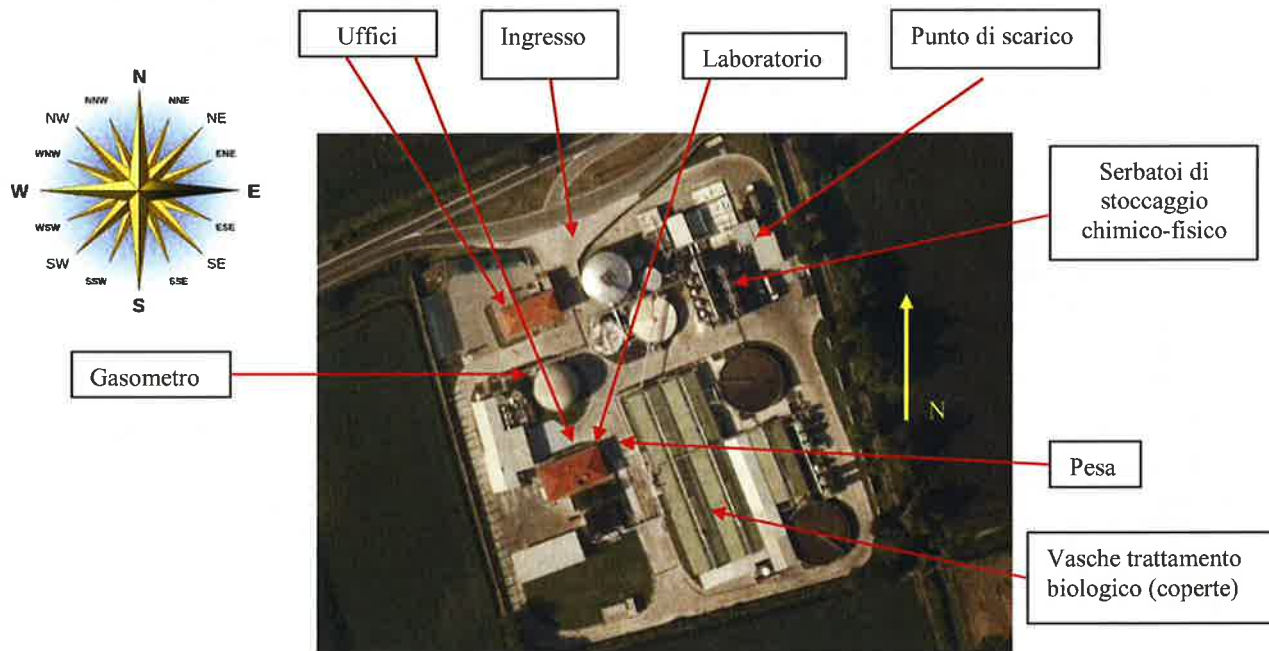 Uffici
Ingresso
Laboratorio
Punto di scarico
N
NNW
NNE
NW
NE
WNW
ENE
W
E
WSW
ESE
SW
SE
SSW
SSE
S
Serbatoi di
stoccaggio
chimico-fisico
Gasometro
N
Pesa
Vasche trattamento
biologico (coperte)